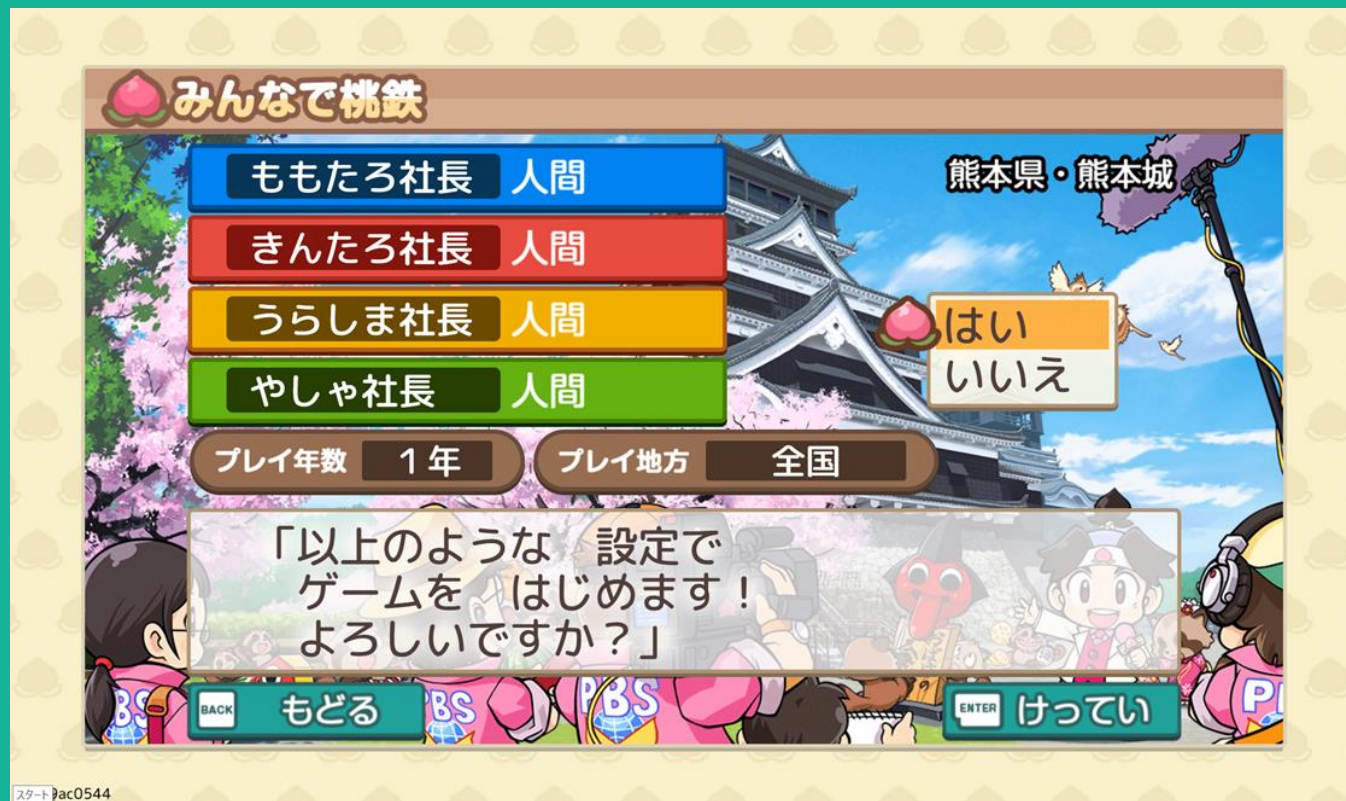 みんなで桃鉄
ももたろ社長 人間
熊本県・熊本城
きんたろ社長 人間
うらしま社長 人間
やしゃ社長 人間
はい
いいえ
プレイ年数 1年 プレイ地方 全国
「以上のような 設定で
ゲームを はじめます!
よろしいですか?」
PBS
PBS
BACK もどる
ENTER けってい
スタート